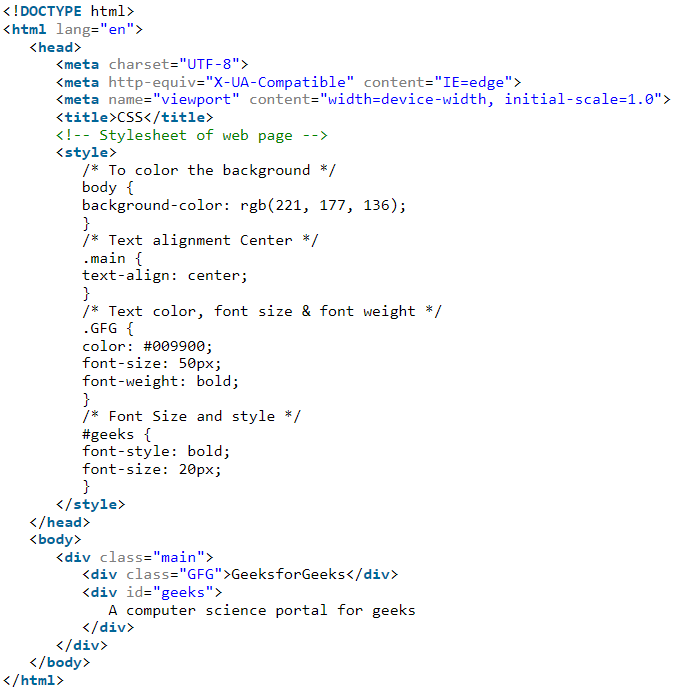 <!DOCTYPE html>
<html lang="en">
<head>
<meta charset="UTF-8">
<meta http-equiv="X-UA-Compatible" content="IE=edge">
<meta name="viewport" content="width=device-width, initial-scale=1.0">
<title>CSS</title>
<!-- Stylesheet of web page -->
<style>
/* To color the background */
body {
background-color: rgb(221, 177, 136);
}
/* Text alignment Center */
.main {
text-align: center;
}
/* Text color, font size & font weight */
.GFG {
color: #009900;
font-size: 50px;
font-weight: bold;
}
/* Font Size and style */
#geeks {
font-style: bold;
font-size: 20px;
}
</style>
</head>
<body>
<div class="main">
<div class="GFG">GeeksforGeeks</div>
<div id="geeks">
A computer science portal for geeks
</div>
</div>
</body>
</html>